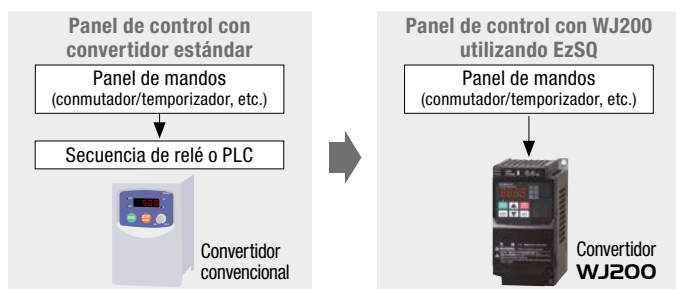 Panel de control con
convertidor estándar
Panel de mandos
(conmutador/temporizador, etc.)
Secuencia de relé o PLC
Convertidor
convencional
Panel de control con WJ200
utilizando EzSQ
Panel de mandos
(conmutador/temporizador, etc.)
Convertidor
WJ200